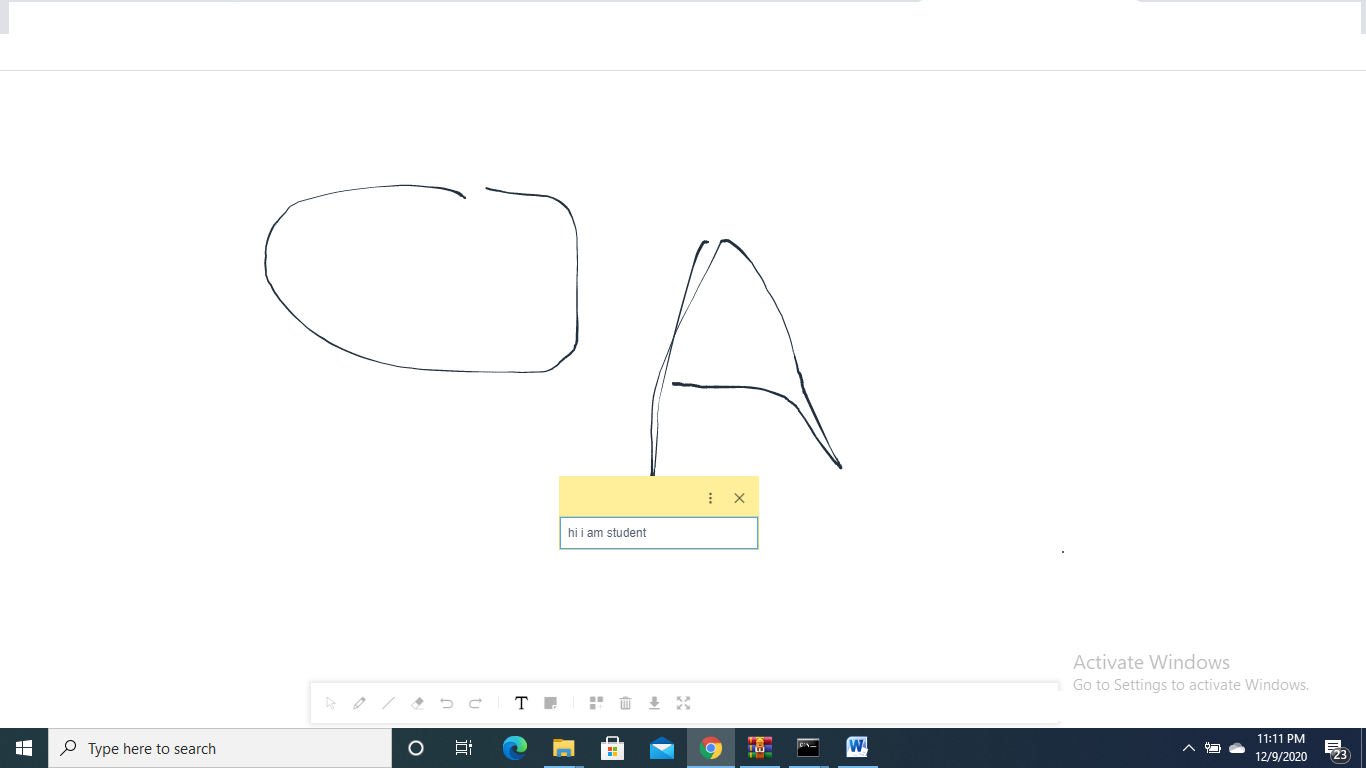 A
hi i am student
T
Activate Windows
Go to Settings to activate Windows.
Type here to search
11:11 PM
12/9/2020
23